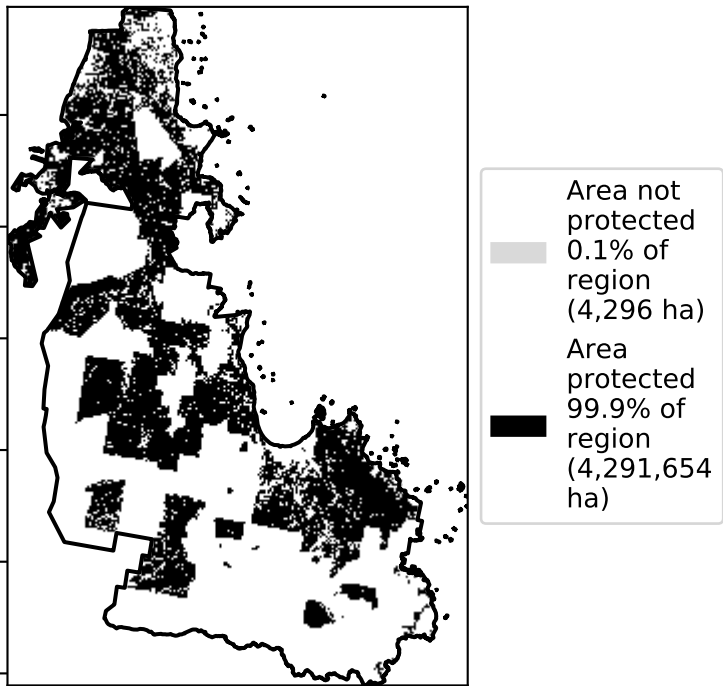 Area not
protected
0.1% of
region
(4,296 ha)
Area
protected
99.9% of
region
(4,291,654
ha)